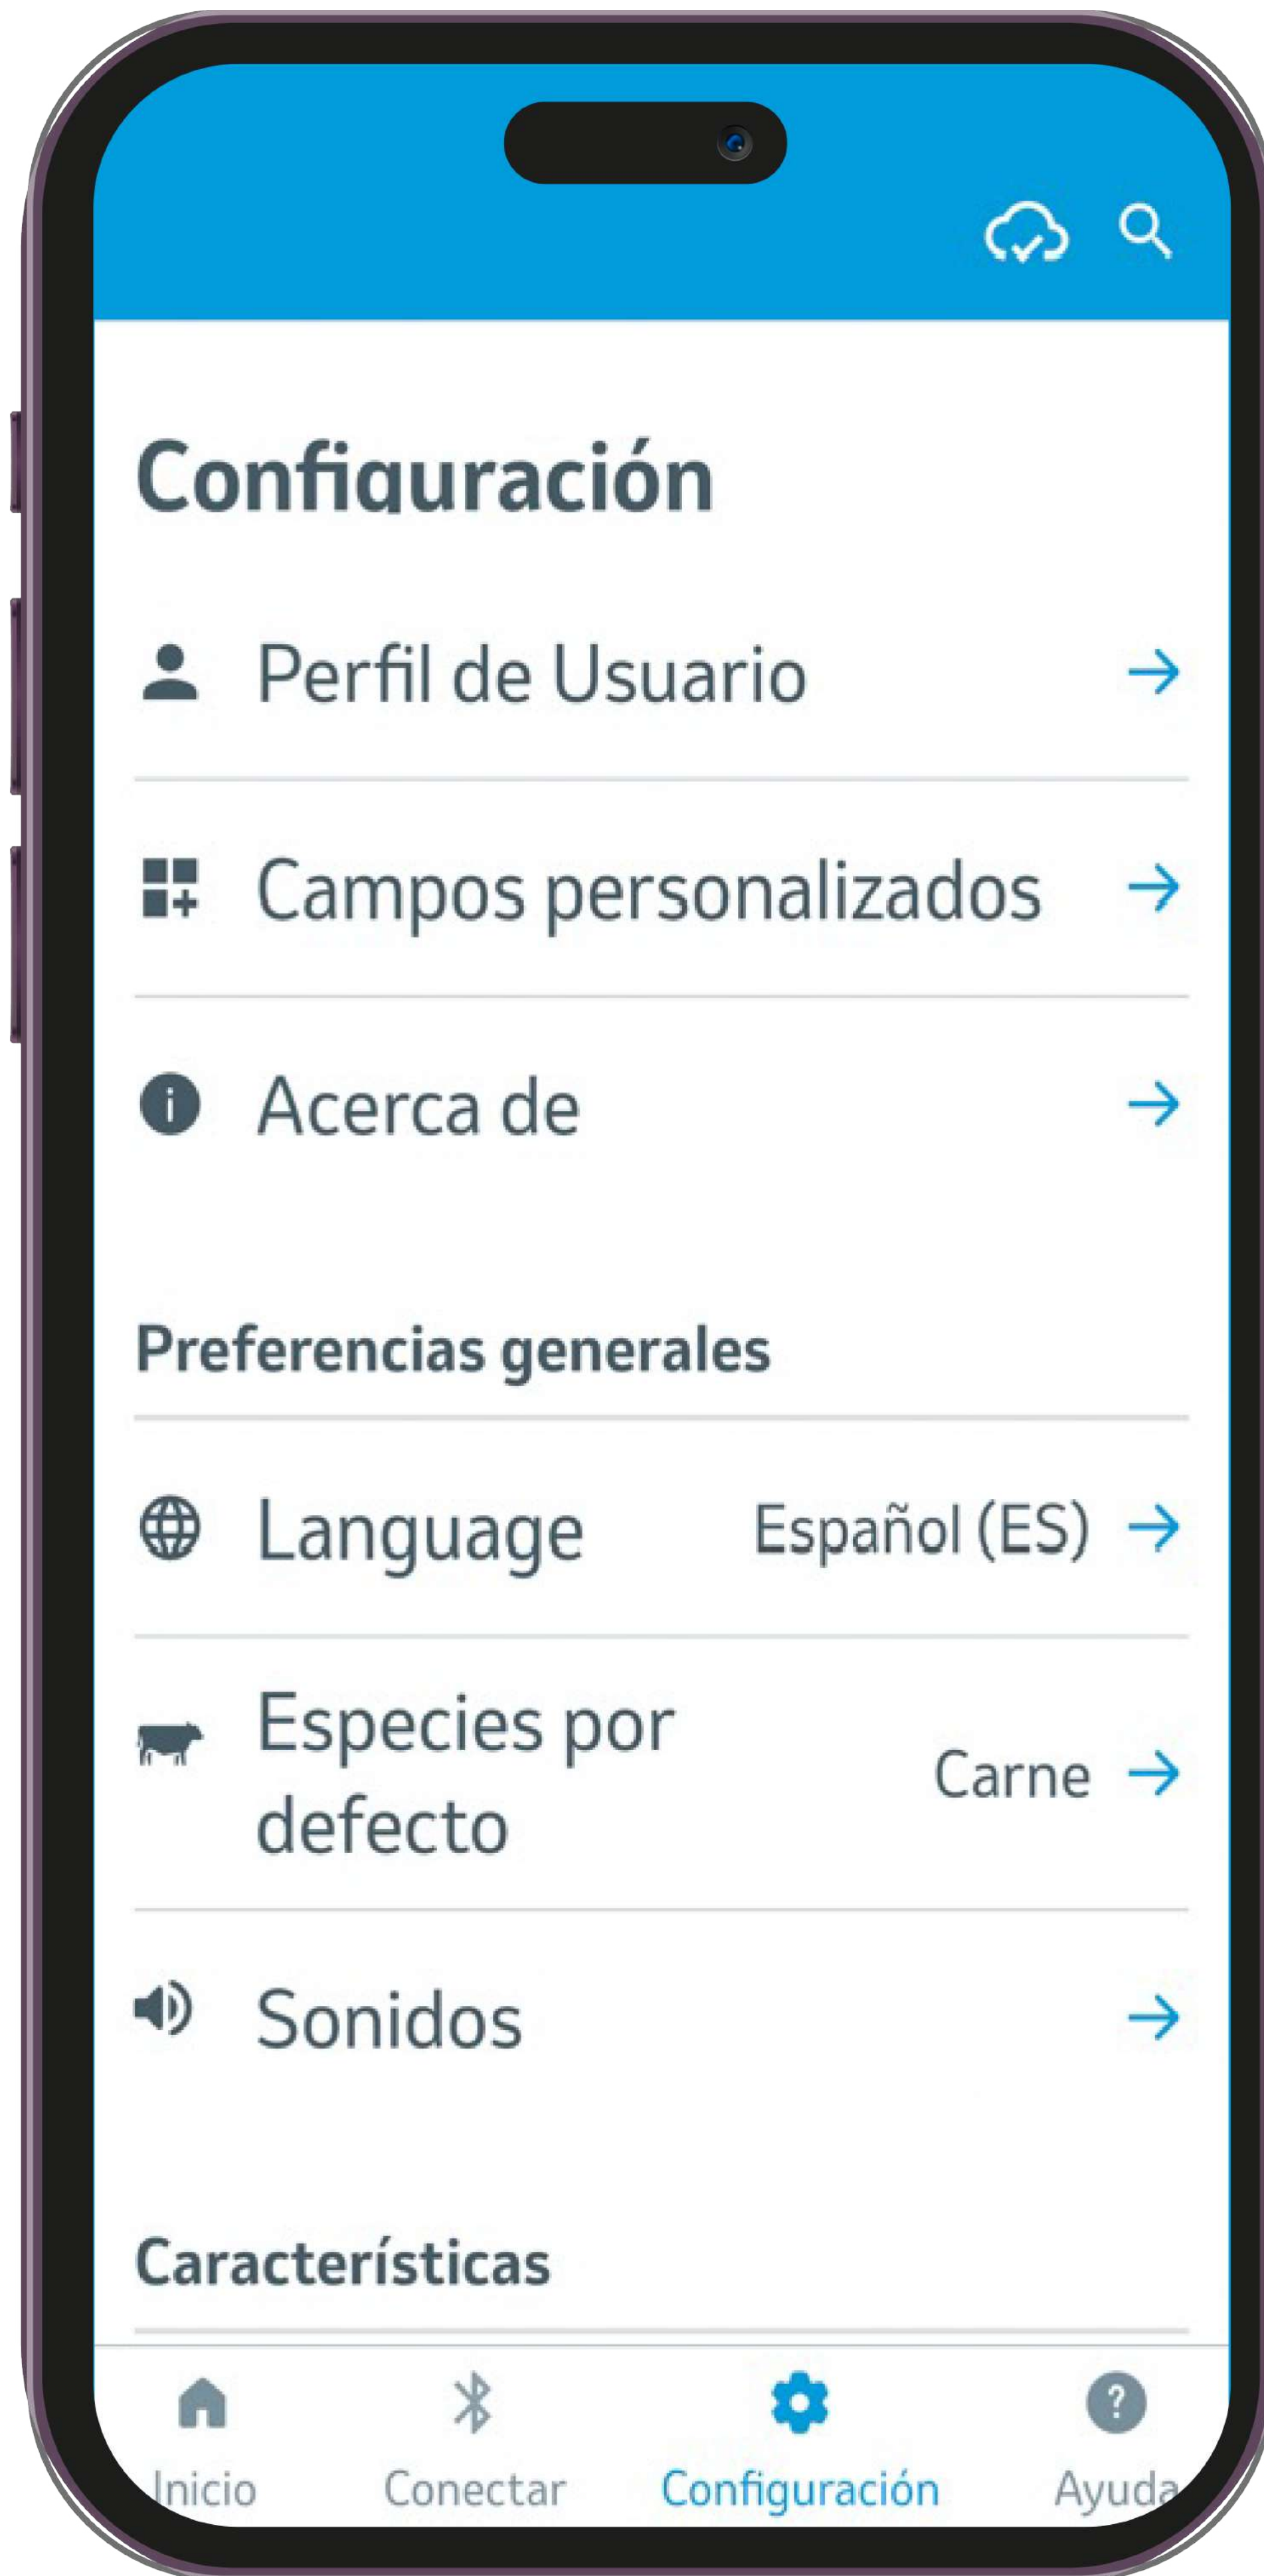 Configuración
Perfil de Usuario
Campos personalizados
Acerca de
Preferencias generales
Language Español (ES)
Especies por
defecto
Carne
Sonidos
Características
Inicio Conectar Configuración Ayuda